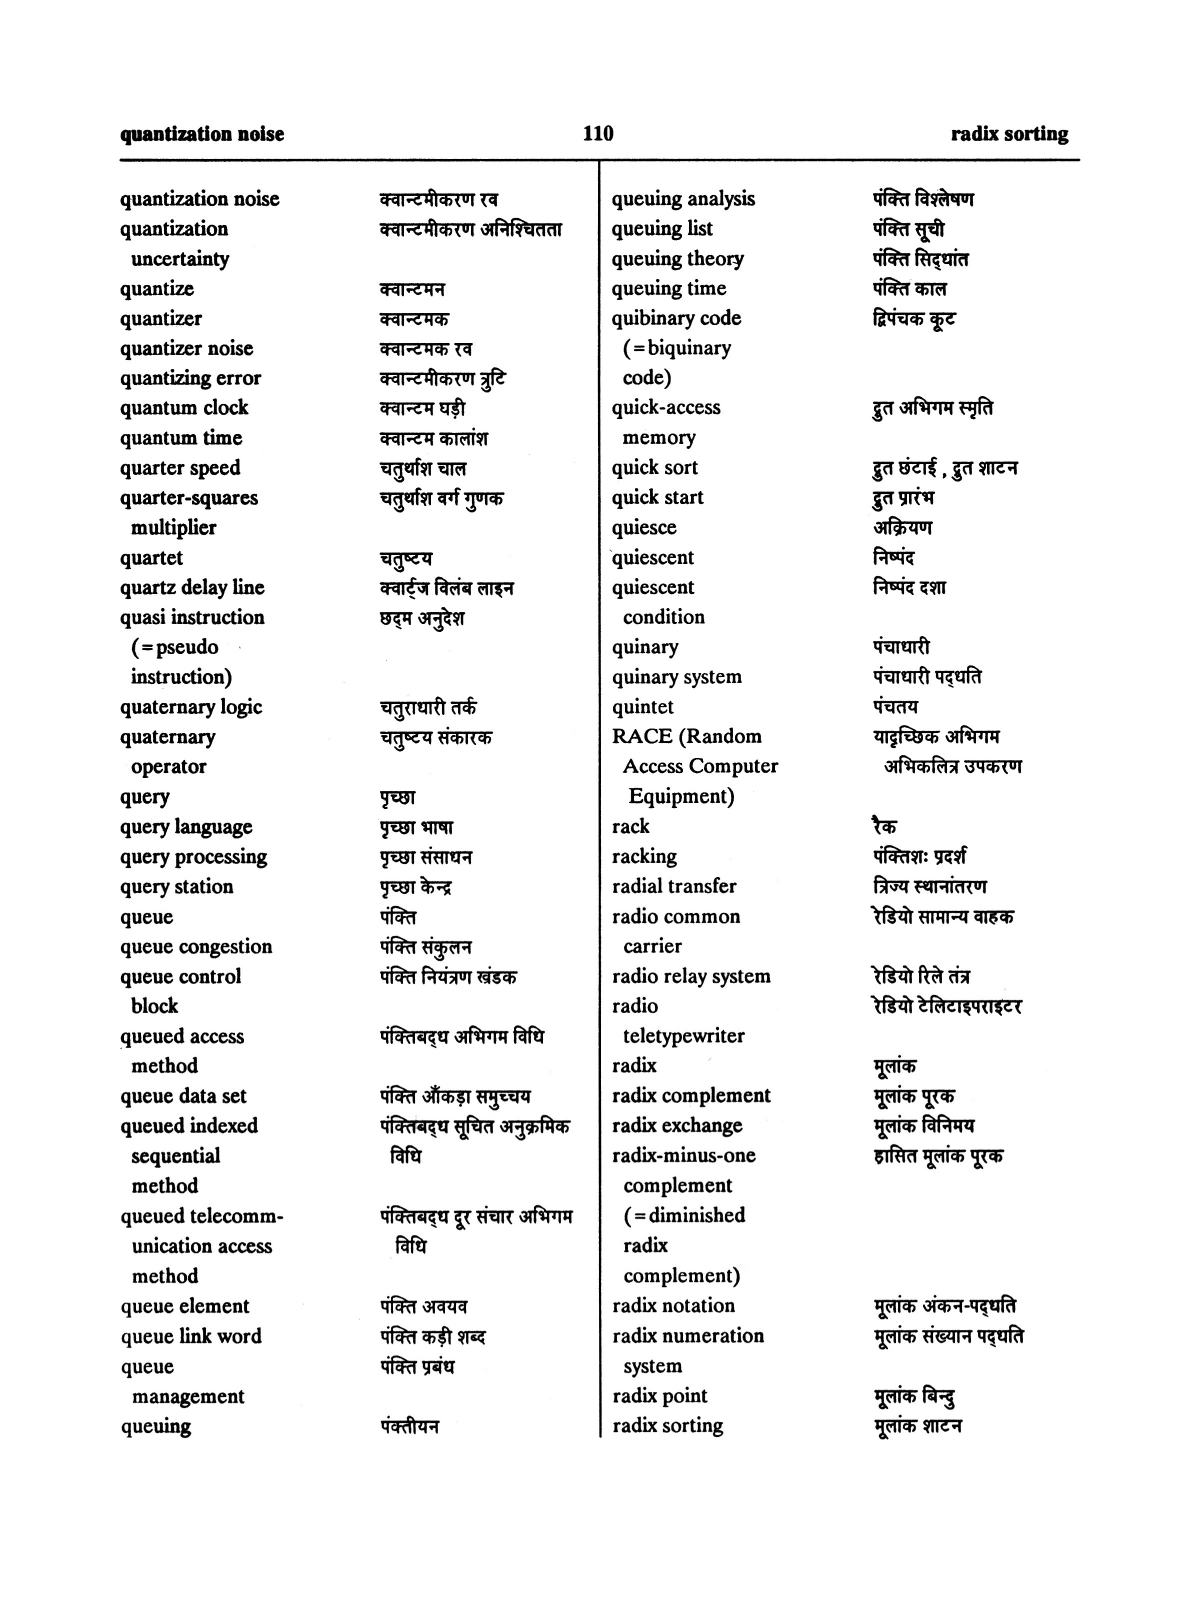 quantization noise 110 radix sorting
quantization noise क्वान्टमीकरण रव
quantization क्वान्टमीकरण अनिश्चितता
uncertainty
quantize क्वान्टमन
quantizer क्वान्टमक
quantizer noise क्वान्टमक रव
quantizing error क्वान्टमीकरण त्रुटि
quantum clock क्वान्टम घड़ी
quantum time क्वान्टम कालांश
quarter speed चतुर्थांश चाल
quarter-squares चतुर्थांश वर्ग गुणक
multiplier
quartet चतुष्टय
quartz delay line क्वार्ट्ज विलंब लाइन
quasi instruction छद्म अनुदेश
(=pseudo
instruction)
quaternary logic चतुराधारी तर्क
quaternary चतुष्टय संकारक
operator
query पृच्छा
query language पृच्छा भाषा
query processing पृच्छा संसाधन
query station पृच्छा केन्द्र
queue पंक्ति
queue congestion पंक्ति संकुलन
queue control पंक्ति नियंत्रण खंडक
block
queued access पंक्तिबद्ध अभिगम विधि
method
queue data set पंक्ति आँकड़ा समुच्चय
queued indexed पंक्तिबद्ध सूचित अनुक्रमिक
sequential विधि
method
queued telecomm- पंक्तिबद्ध दूर संचार अभिगम
unication access विधि
method
queue element पंक्ति अवयव
queue link word पंक्ति कड़ी शब्द
queue पंक्ति प्रबंध
management
queuing पंक्तीयन
queuing analysis पंक्ति विश्लेषण
queuing list पंक्ति सूची
queuing theory पंक्ति सिद्धांत
queuing time पंक्ति काल
quibinary code द्विपंचक कूट
(=biquinary
code)
quick-access द्रुत अभिगम स्मृति
memory
quick sort द्रुत छंटाई , द्रुत शाटन
quick start द्रुत प्रारंभ
quiesce अक्रियण
quiescent निष्पंद
quiescent निष्पंद दशा
condition
quinary पंचाधारी
quinary system पंचाधारी पद्धति
quintet पंचतय
RACE (Random यादृच्छिक अभिगम
Access Computer अभिकलित्र उपकरण
Equipment)
rack रैक
racking पंक्तिशः प्रदर्श
radial transfer त्रिज्य स्थानांतरण
radio common रेडियो सामान्य वाहक
carrier
radio relay system रेडियो रिले तंत्र
radio रेडियो टेलिटाइपराइटर
teletypewriter
radix मूलांक
radix complement मूलांक पूरक
radix exchange मूलांक विनिमय
radix-minus-one ह्रासित मूलांक पूरक
complement
(=diminished
radix
complement)
radix notation मूलांक अंकन-पद्धति
radix numeration मूलांक संख्यान पद्धति
system
radix point मूलांक बिन्दु
radix sorting मूलांक शाटन